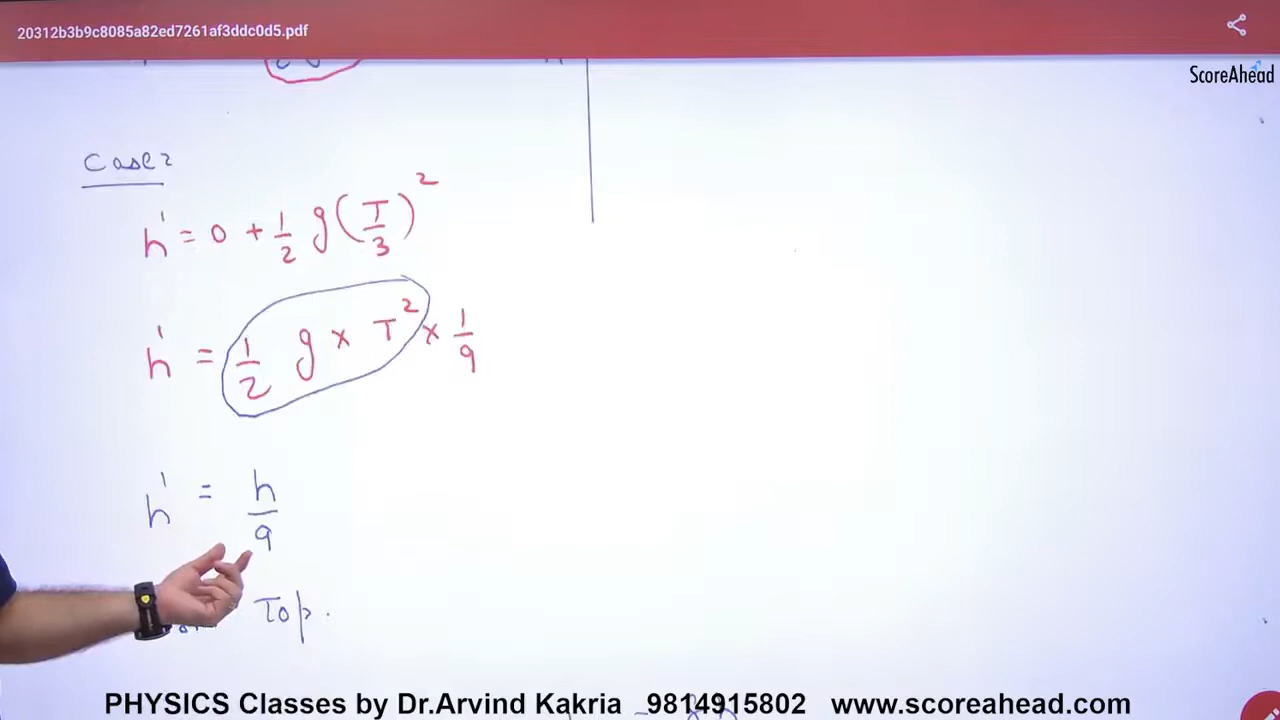 20312b3b9c8085a82ed7261af3ddc0d5.pdf
ScoreAhead
Case 2
h' = 0 + 1/2 g (T/3)²
h' = 1/2 g × T² × 1/9
h' = h/9
Top.
PHYSICS Classes by Dr.Arvind Kakria 9814915802 www.scoreahead.com